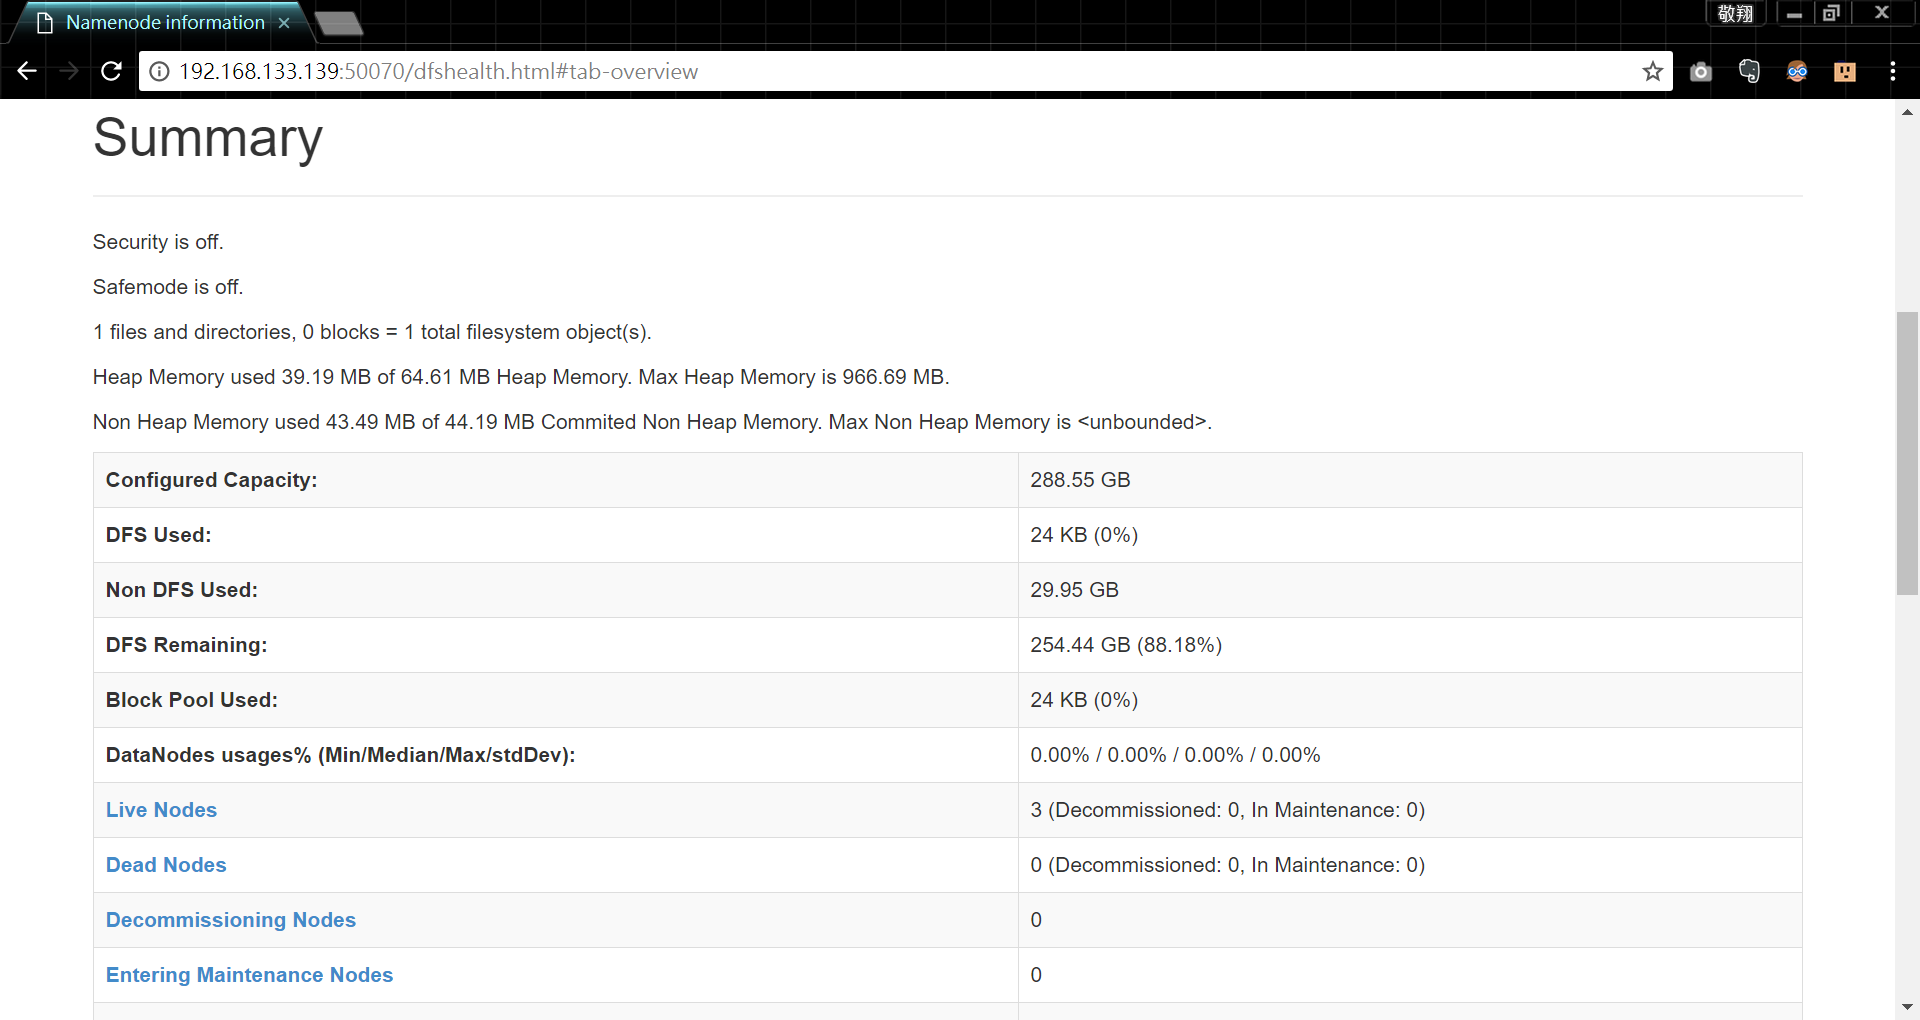 Namenode information
敬翔
192.168.133.139:50070/dfshealth.html#tab-overview
Summary
Security is off.
Safemode is off.
1 files and directories, 0 blocks = 1 total filesystem object(s).
Heap Memory used 39.19 MB of 64.61 MB Heap Memory. Max Heap Memory is 966.69 MB.
Non Heap Memory used 43.49 MB of 44.19 MB Commited Non Heap Memory. Max Non Heap Memory is <unbounded>.
Configured Capacity: 288.55 GB
DFS Used: 24 KB (0%)
Non DFS Used: 29.95 GB
DFS Remaining: 254.44 GB (88.18%)
Block Pool Used: 24 KB (0%)
DataNodes usages% (Min/Median/Max/stdDev): 0.00% / 0.00% / 0.00% / 0.00%
Live Nodes 3 (Decommissioned: 0, In Maintenance: 0)
Dead Nodes 0 (Decommissioned: 0, In Maintenance: 0)
Decommissioning Nodes 0
Entering Maintenance Nodes 0